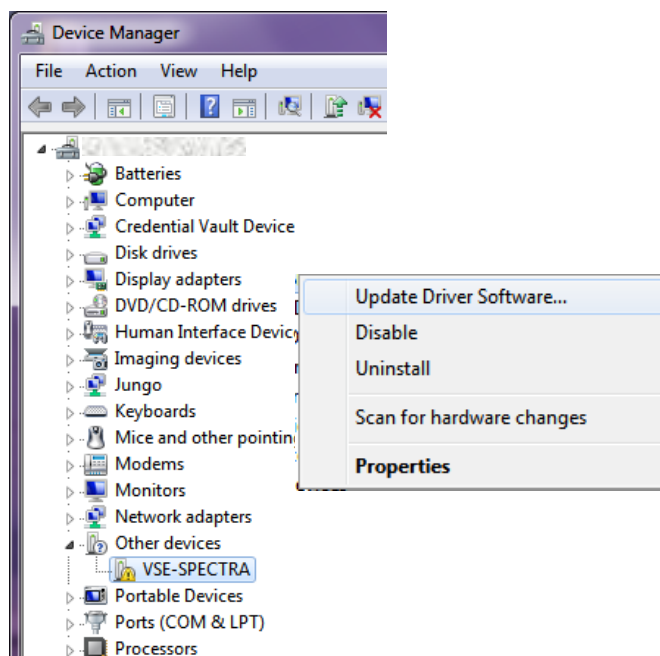 Device Manager
File Action View Help
Batteries
Computer
Credential Vault Device
Disk drives
Display adapters
DVD/CD-ROM drives
Human Interface Devic
Imaging devices
Jungo
Keyboards
Mice and other pointin
Modems
Monitors
Network adapters
Other devices
VSE-SPECTRA
Portable Devices
Ports (COM & LPT)
Processors
Update Driver Software...
Disable
Uninstall
Scan for hardware changes
Properties